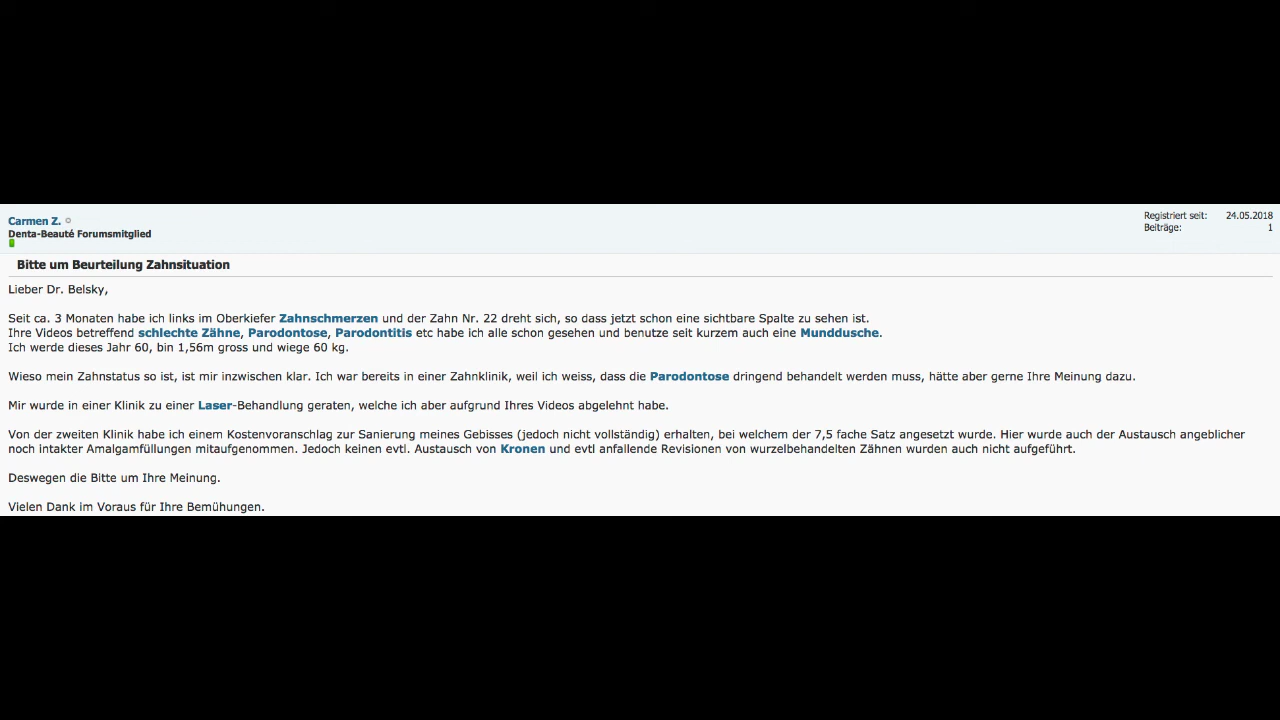 Carmen Z.
Registriert seit: 24.05.2018
Denta-Beauté Forumsmitglied
Beiträge: 1
Bitte um Beurteilung Zahnsituation
Lieber Dr. Belsky,
Seit ca. 3 Monaten habe ich links im Oberkiefer Zahnschmerzen und der Zahn Nr. 22 dreht sich, so dass jetzt schon eine sichtbare Spalte zu sehen ist.
Ihre Videos betreffend schlechte Zähne, Parodontose, Parodontitis etc habe ich alle schon gesehen und benutze seit kurzem auch eine Munddusche.
Ich werde dieses Jahr 60, bin 1,56m gross und wiege 60 kg.
Wieso mein Zahnstatus so ist, ist mir inzwischen klar. Ich war bereits in einer Zahnklinik, weil ich weiss, dass die Parodontose dringend behandelt werden muss, hätte aber gerne Ihre Meinung dazu.
Mir wurde in einer Klinik zu einer Laser-Behandlung geraten, welche ich aber aufgrund Ihres Videos abgelehnt habe.
Von der zweiten Klinik habe ich einem Kostenvoranschlag zur Sanierung meines Gebisses (jedoch nicht vollständig) erhalten, bei welchem der 7,5 fache Satz angesetzt wurde. Hier wurde auch der Austausch angeblicher
noch intakter Amalgamfüllungen mitaufgenommen. Jedoch keinen evtl. Austausch von Kronen und evtl anfallende Revisionen von wurzelbehandelten Zähnen wurden auch nicht aufgeführt.
Deswegen die Bitte um Ihre Meinung.
Vielen Dank im Voraus für Ihre Bemühungen.